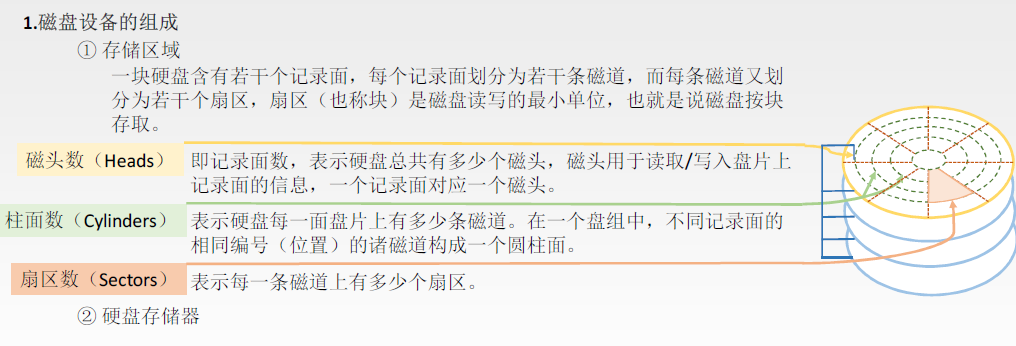 1.磁盘设备的组成
① 存储区域
一块硬盘含有若干个记录面，每个记录面划分为若干条磁道，而每条磁道又划
分为若干个扇区，扇区（也称块）是磁盘读写的最小单位，也就是说磁盘按块
存取。
磁头数（Heads） 即记录面数，表示硬盘总共有多少个磁头，磁头用于读取/写入盘片上
记录面的信息，一个记录面对应一个磁头。
柱面数（Cylinders） 表示硬盘每一面盘片上有多少条磁道。在一个盘组中，不同记录面的
相同编号（位置）的诸磁道构成一个圆柱面。
扇区数（Sectors） 表示每一条磁道上有多少个扇区。
② 硬盘存储器